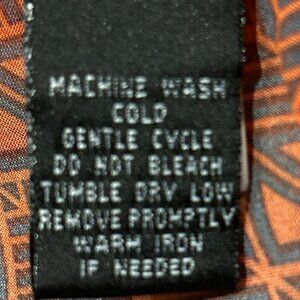 MACHINE WASH
COLD
GENTLE CYCLE
DO NOT BLEACH
TUMBLE DRY LOW
REMOVE PROMPTLY
WARM IRON
IF NEEDED